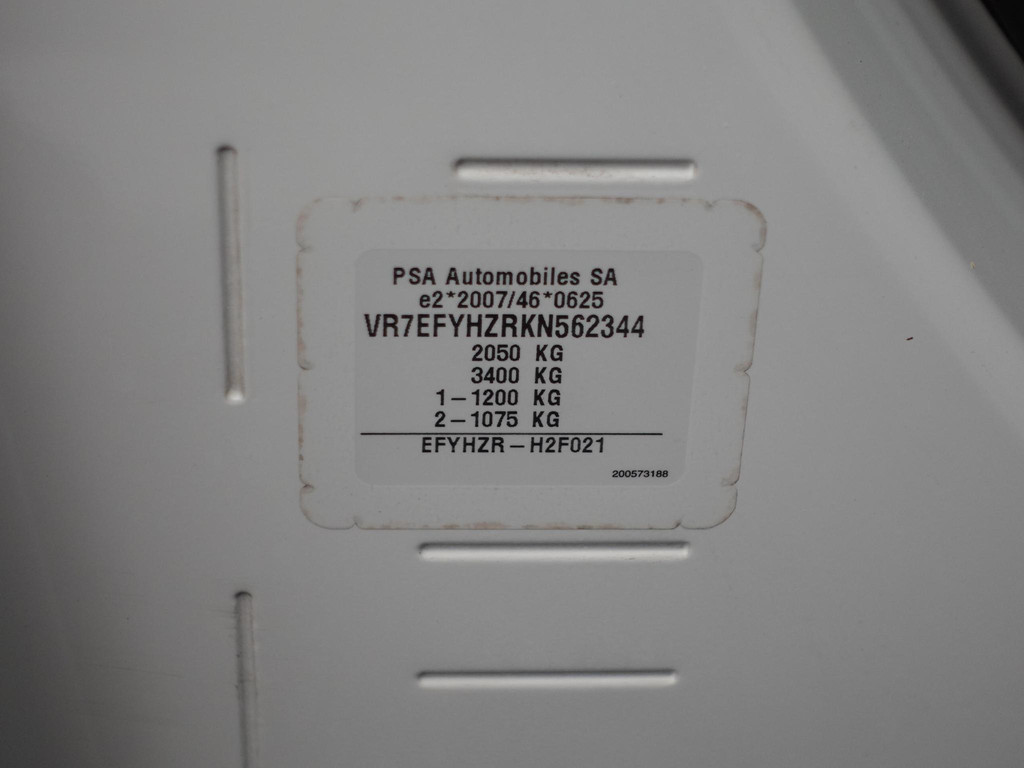 PSA Automobiles SA
e2*2007/46*0625
VR7EFYHZRKN562344
2050 KG
3400 KG
1-1200 KG
2-1075 KG
EFYHZR-H2F021
200573188